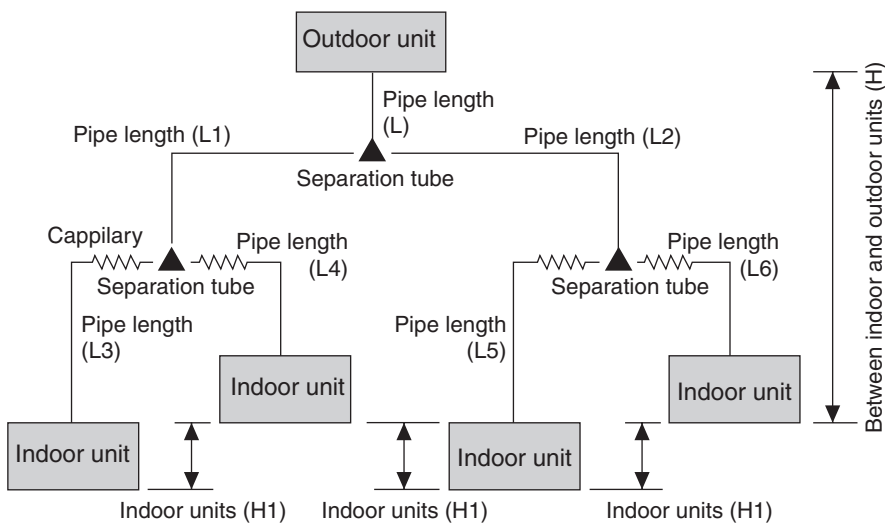 Outdoor unit
Pipe length
(L)
Pipe length (L1)
Pipe length (L2)
Separation tube
Cappilary
Pipe length
(L4)
Pipe length
(L6)
Separation tube
Separation tube
Pipe length
(L3)
Pipe length
(L5)
Indoor unit
Indoor unit
Indoor unit
Indoor unit
Indoor units (H1)
Indoor units (H1)
Indoor units (H1)
Between indoor and outdoor units (H)